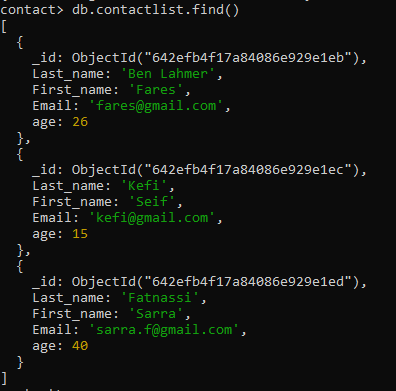 contact> db.contactlist.find()
[
  {
    _id: ObjectId("642efb4f17a84086e929e1eb"),
    Last_name: 'Ben Lahmer',
    First_name: 'Fares',
    Email: 'fares@gmail.com',
    age: 26
  },
  {
    _id: ObjectId("642efb4f17a84086e929e1ec"),
    Last_name: 'Kefi',
    First_name: 'Seif',
    Email: 'kefi@gmail.com',
    age: 15
  },
  {
    _id: ObjectId("642efb4f17a84086e929e1ed"),
    Last_name: 'Fatnassi',
    First_name: 'Sarra',
    Email: 'sarra.f@gmail.com',
    age: 40
  }
]